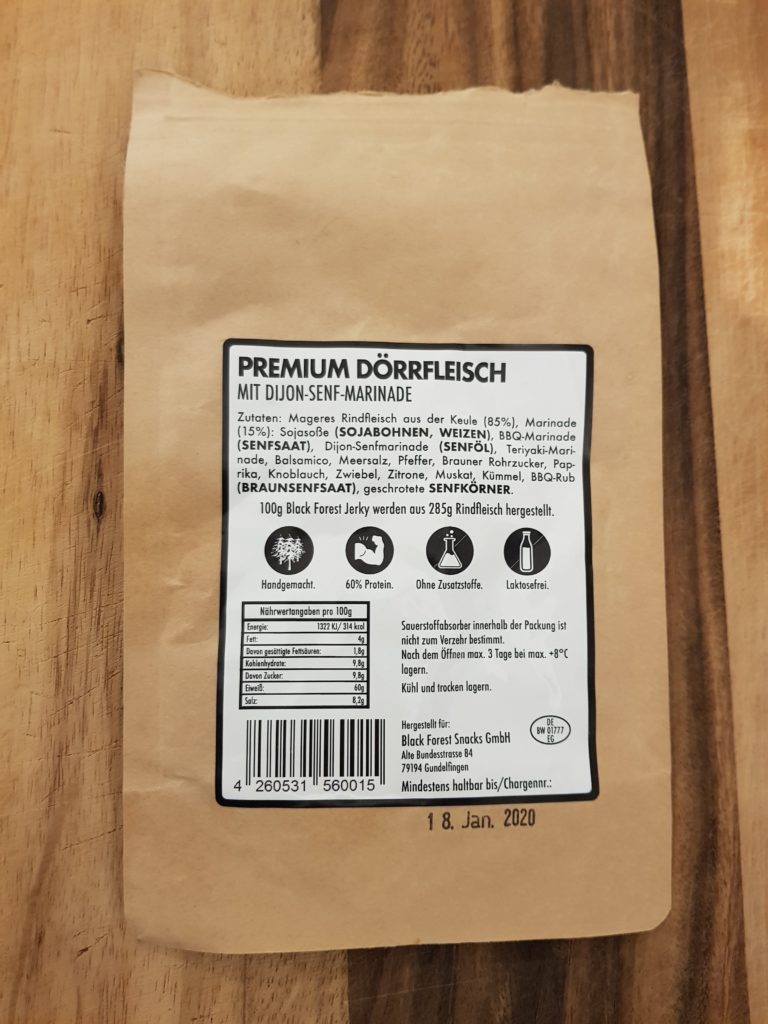 PREMIUM DÖRRFLEISCH
MIT DIJON-SENF-MARINADE
Zutaten: Mageres Rindfleisch aus der Keule (85%), Marinade
(15%): Sojasoße (SOJABOHNEN, WEIZEN), BBQ-Marinade
(SENFSAAT), Dijon-Senfmarinade (SENFÖL), Teriyaki-Mari-
nade, Balsamico, Meersalz, Pfeffer, Brauner Rohrzucker, Pap-
rika, Knoblauch, Zwiebel, Zitrone, Muskat, Kümmel, BBQ-Rub
(BRAUNSENFSAAT), geschrotete SENFKÖRNER.
100g Black Forest Jerky werden aus 285g Rindfleisch hergestellt.
Handgemacht. 60% Protein. Ohne Zusatzstoffe. Laktosefrei.
Nährwertangaben pro 100g
Energie: 1322 KJ/ 314 kcal
Fett: 4g
Davon gesättigte Fettsäuren: 1,8g
Kohlenhydrate: 9,8g
Davon Zucker: 9,8g
Eiweiß: 60g
Salz: 8,2g
Sauerstoffabsorber innerhalb der Packung ist
nicht zum Verzehr bestimmt.
Nach dem Öffnen max. 3 Tage bei max. +8°C
lagern.
Kühl und trocken lagern.
Hergestellt für:
Black Forest Snacks GmbH
Alte Bundesstrasse 84
79194 Gundelfingen
DE
BW 01777
EG
4 260531 560015
Mindestens haltbar bis/Chargennr.:
18. Jan. 2020